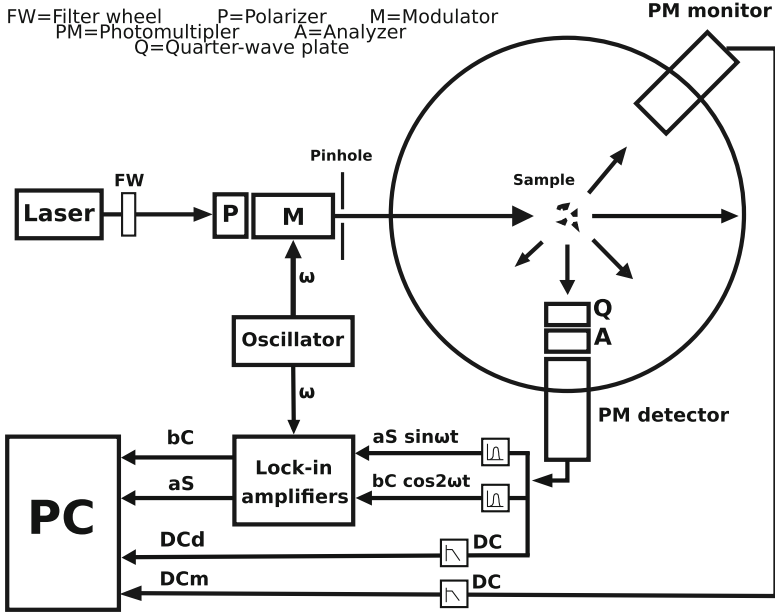 FW=Filter wheel P=Polarizer M=Modulator
PM=Photomultipler A=Analyzer
Q=Quarter-wave plate
PM monitor
Pinhole
FW
Sample
Laser
P
M
ω
Q
Oscillator
A
ω
PM detector
bC
aS sinωt
Lock-in
amplifiers
aS
bC cos2ωt
PC
DCd
DC
DCm
DC